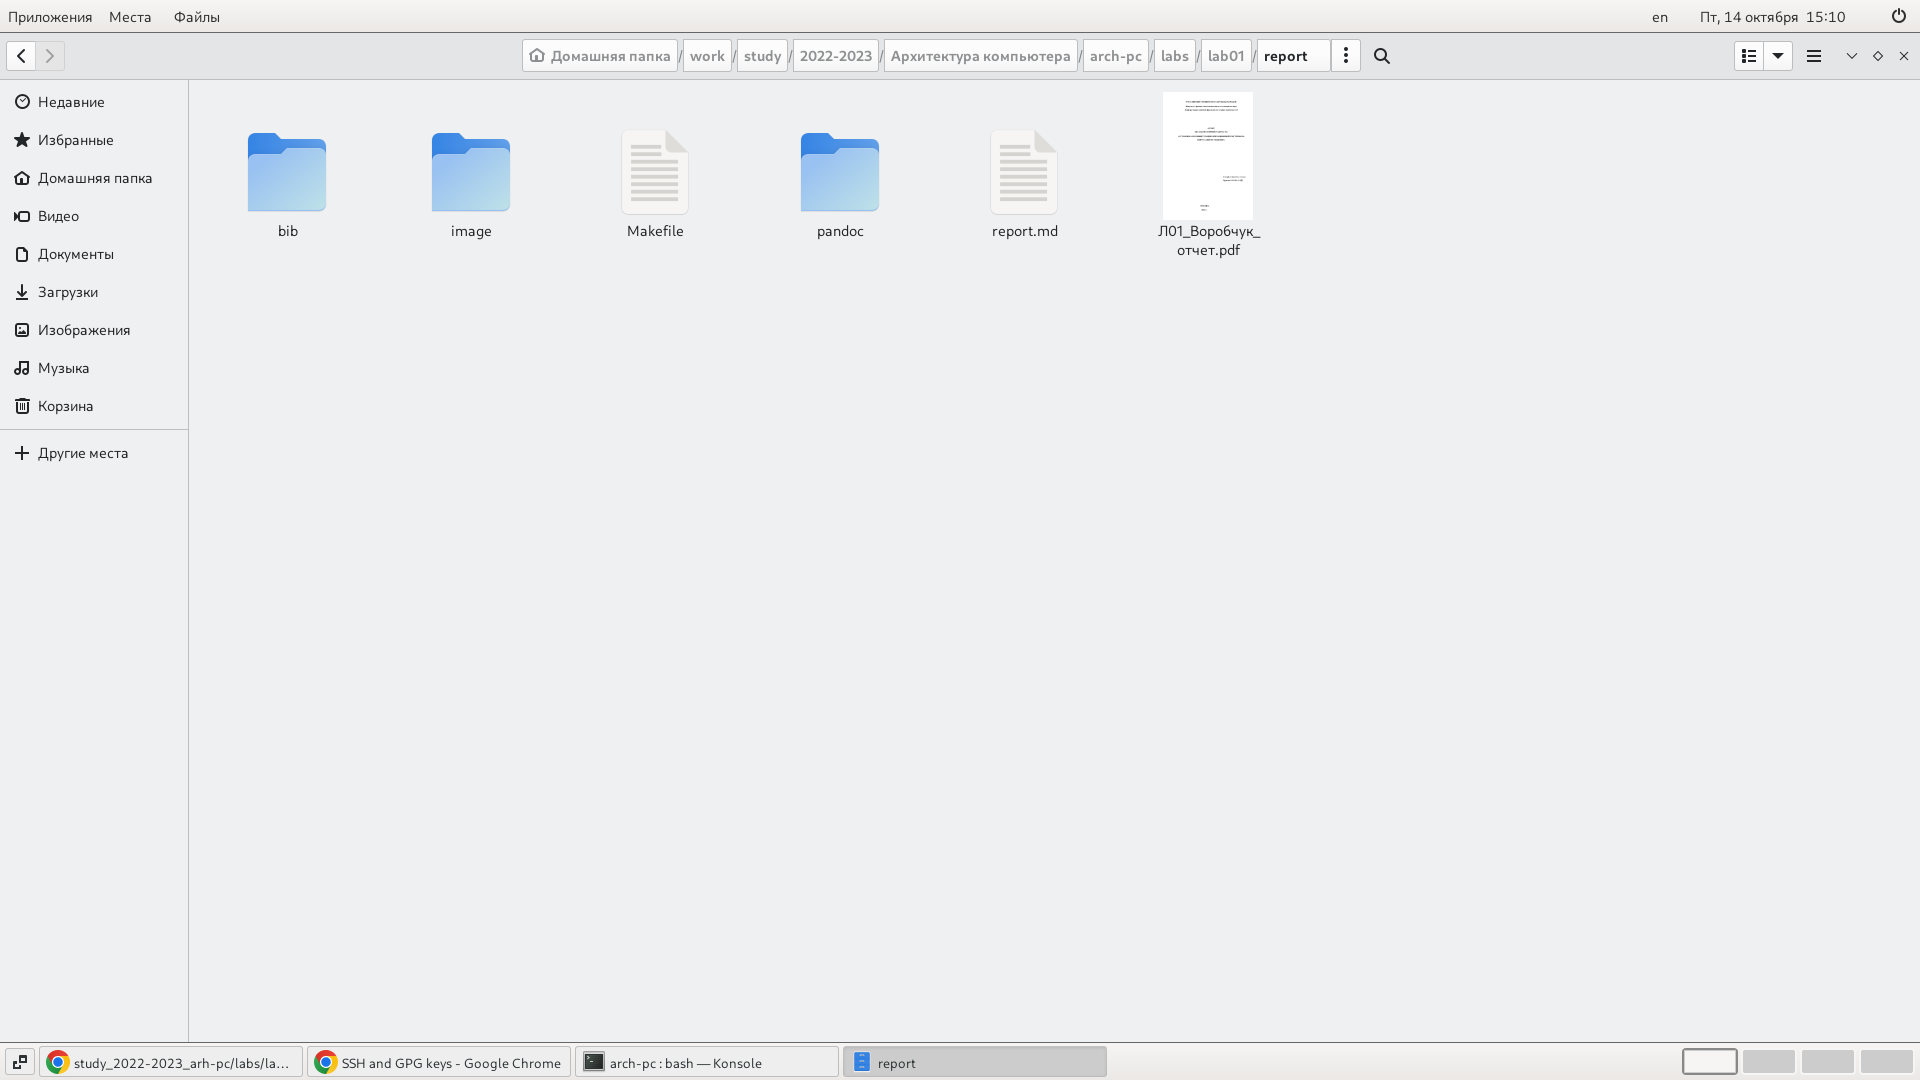 Приложения Места Файлы en Пт, 14 октября 15:10
Домашняя папка / work / study / 2022-2023 / Архитектура компьютера / arch-pc / labs / lab01 / report
Недавние
Избранные
Домашняя папка
Видео
Документы
Загрузки
Изображения
Музыка
Корзина
Другие места
bib
image
Makefile
pandoc
report.md
Л01_Воробчук_
отчет.pdf
study_2022-2023_arh-pc/labs/la... SSH and GPG keys - Google Chrome arch-pc : bash — Konsole report